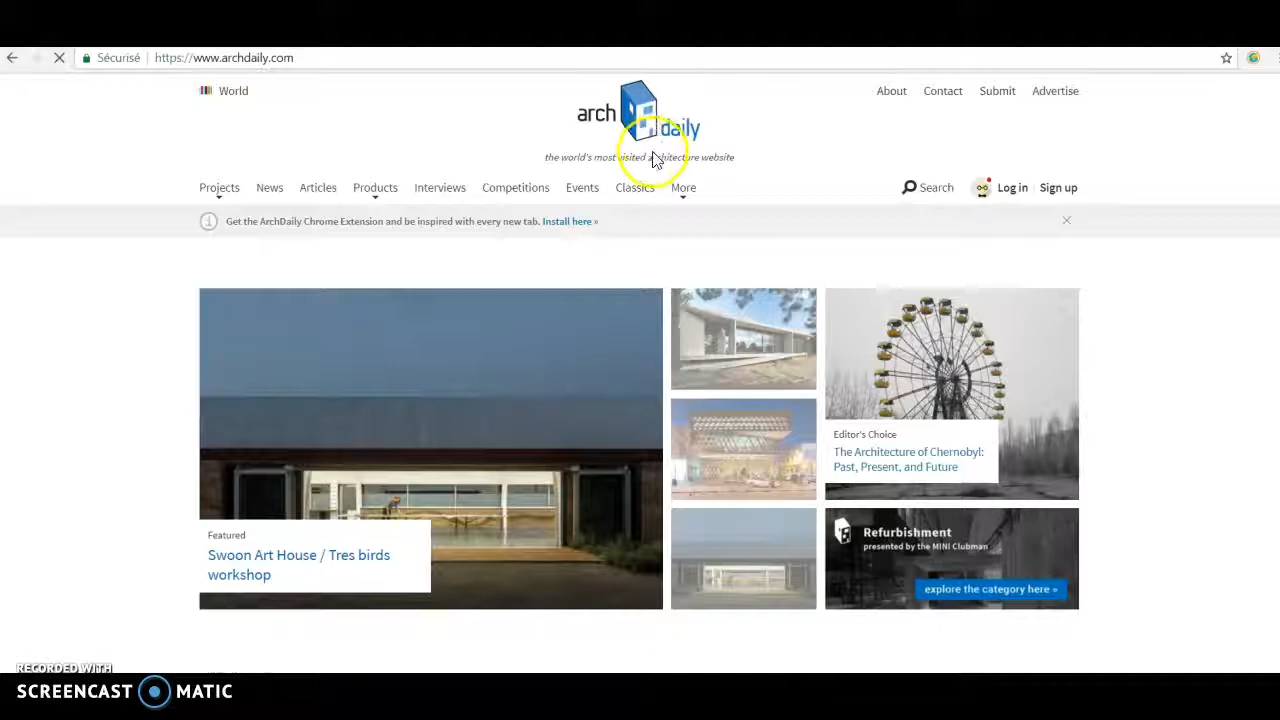 Sécurisé https://www.archdaily.com
World
arch daily
About Contact Submit Advertise
the world's most visited architecture website
Projects News Articles Products Interviews Competitions Events Classics More
Search Log in Sign up
Get the ArchDaily Chrome Extension and be inspired with every new tab. Install here »
Featured
Swoon Art House / Tres birds
workshop
Editor's Choice
The Architecture of Chernobyl:
Past, Present, and Future
Refurbishment
presented by the MINI Clubman
explore the category here »
RECORDED WITH
SCREENCAST MATIC